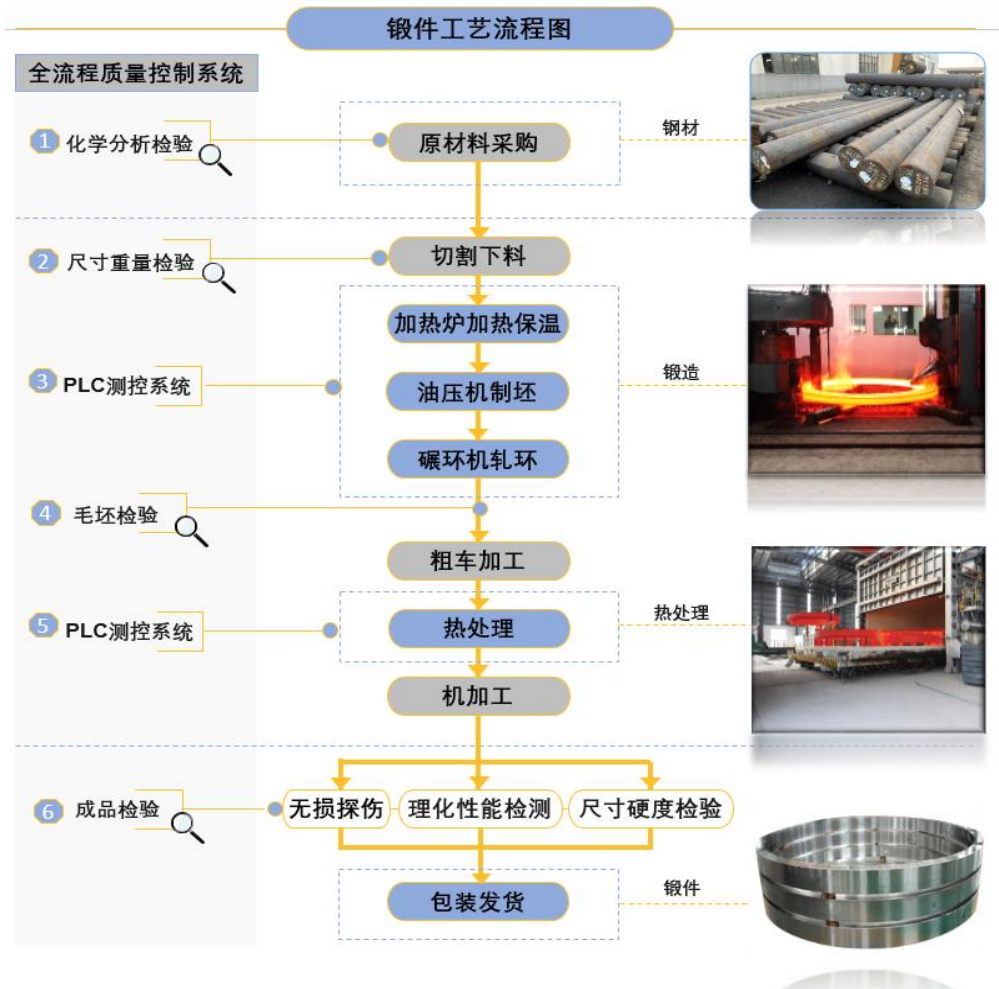 锻件工艺流程图
全流程质量控制系统
1 化学分析检验
原材料采购
钢材
2 尺寸重量检验
切割下料
加热炉加热保温
3 PLC测控系统
油压机制坯
锻造
碾环机轧环
4 毛坯检验
粗车加工
5 PLC测控系统
热处理
热处理
机加工
6 成品检验
无损探伤
理化性能检测
尺寸硬度检验
包装发货
锻件